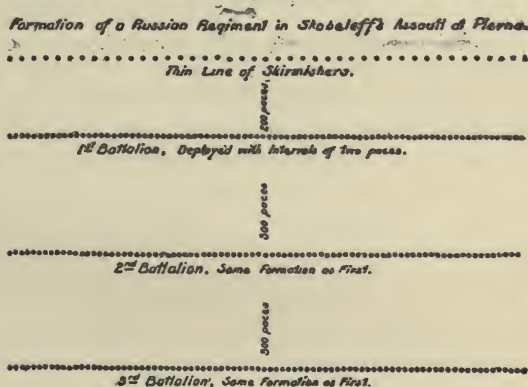 Formation of a Russian Regiment in Skobeleff's Assault at Plevna.
Thin Line of Skirmishers.
200 paces
1st Battalion, Deployed with Intervals of two paces.
300 paces
2nd Battalion, Same Formation as First.
300 paces
3rd Battalion, Same Formation as First.